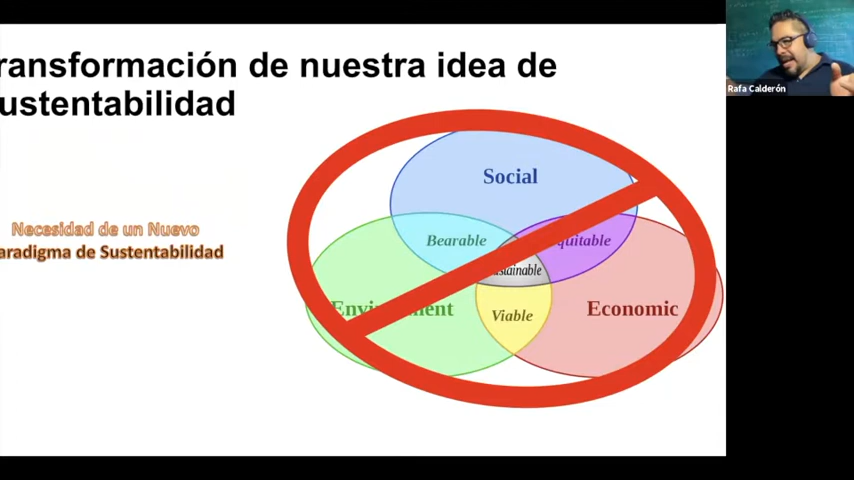 ransformación de nuestra idea de
ustentabilidad
Necesidad de un Nuevo
aradigma de Sustentabilidad
Social
Bearable
quitable
stainable
Viable
Economic
Rafa Calderón